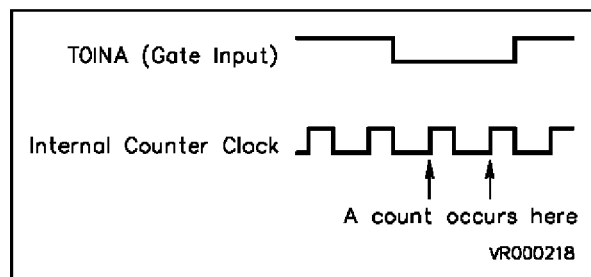 TOINA (Gate Input)
Internal Counter Clock
A count occurs here
VR000218